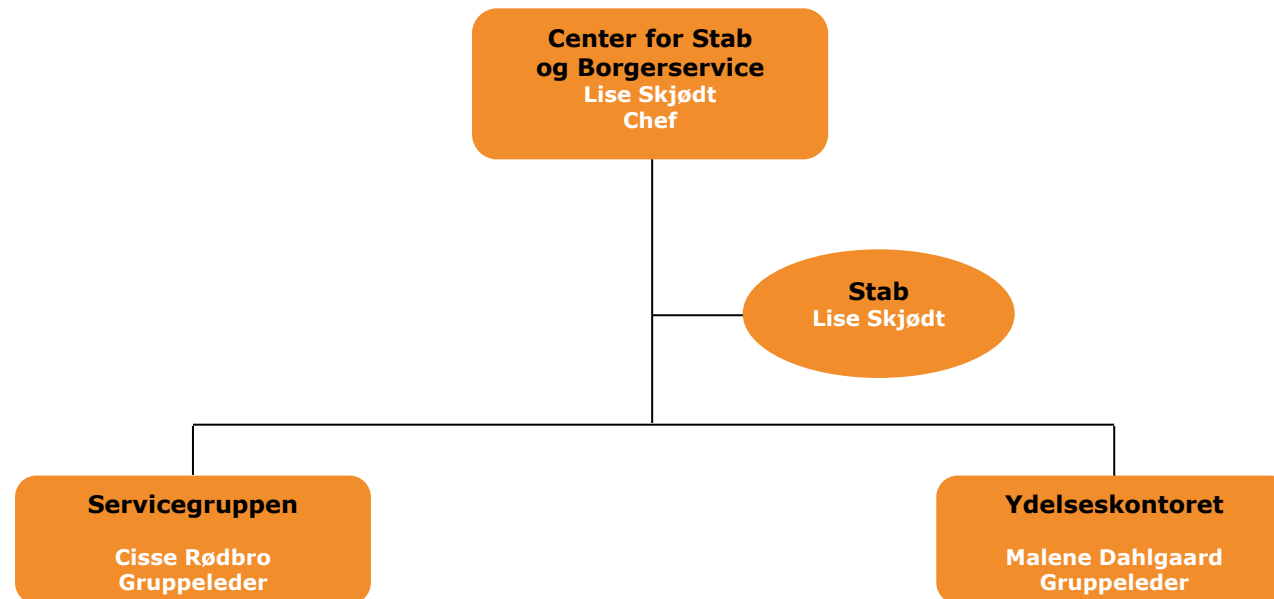 Center for Stab
og Borgerservice
Lise Skjødt
Chef
Stab
Lise Skjødt
Servicegruppen
Cisse Rødbro
Gruppeleder
Ydelseskontoret
Malene Dahlgaard
Gruppeleder